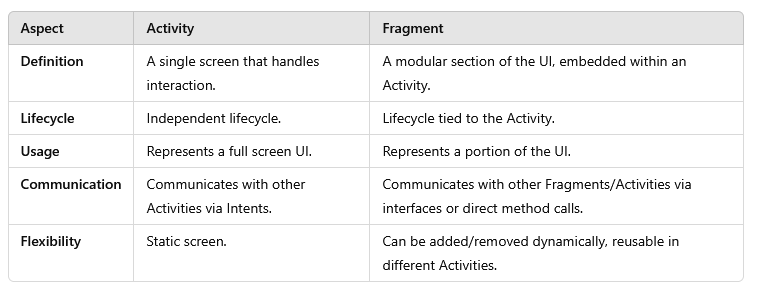 Aspect Activity Fragment
Definition A single screen that handles interaction. A modular section of the UI, embedded within an Activity.
Lifecycle Independent lifecycle. Lifecycle tied to the Activity.
Usage Represents a full screen UI. Represents a portion of the UI.
Communication Communicates with other Activities via Intents. Communicates with other Fragments/Activities via interfaces or direct method calls.
Flexibility Static screen. Can be added/removed dynamically, reusable in different Activities.